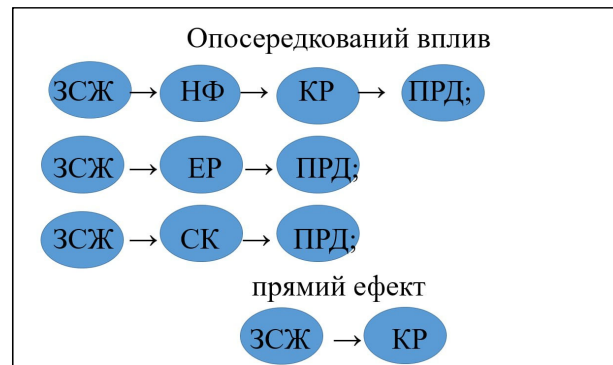 Опосередкований вплив
ЗСЖ → НФ → КР → ПРД;
ЗСЖ → ЕР → ПРД;
ЗСЖ → СК → ПРД;
прямий ефект
ЗСЖ → КР